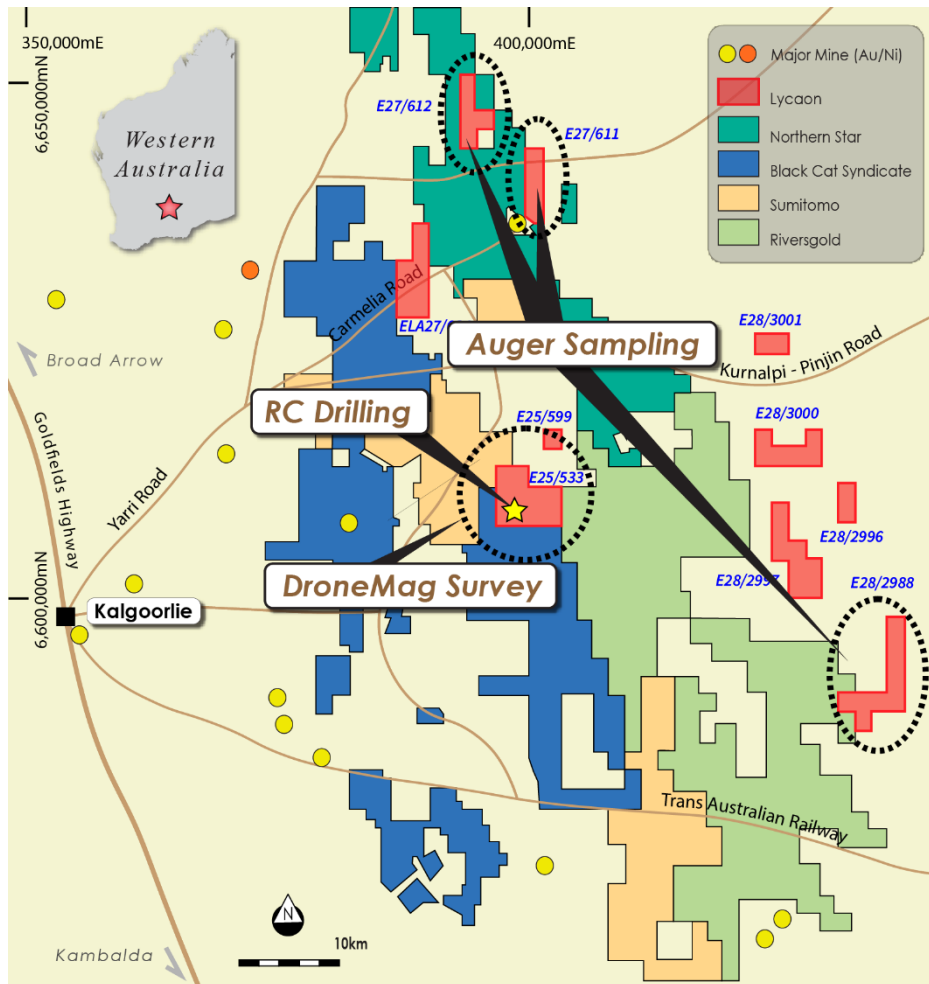 350,000mE
400,000mE
6,650,000mN
6,600,000mN
Western
Australia
Major Mine (Au/Ni)
Lycaon
Northern Star
Black Cat Syndicate
Sumitomo
Riversgold
E27/612
E27/611
Carmelia Road
ELA27/
Auger Sampling
E28/3001
Kurnalpi - Pinjin Road
Broad Arrow
RC Drilling
E25/599
E28/3000
E25/533
Goldfields Highway
Yarri Road
E28/2996
DroneMag Survey
E28/2997
E28/2988
Kalgoorlie
Trans Australian Railway
N
10km
Kambalda